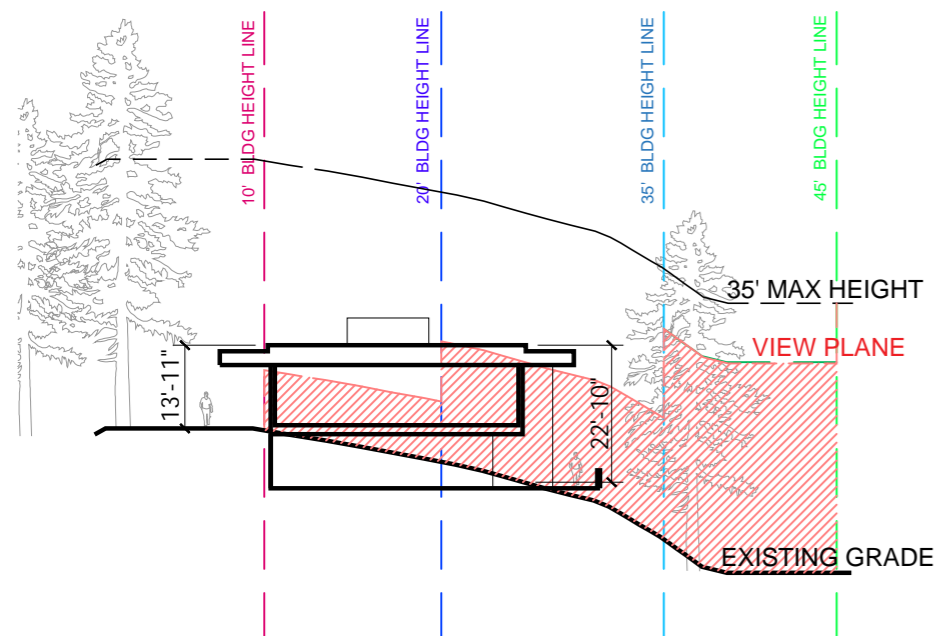 10' BLDG HEIGHT LINE
20' BLDG HEIGHT LINE
35' BLDG HEIGHT LINE
45' BLDG HEIGHT LINE
35' MAX HEIGHT
VIEW PLANE
13'-11"
22'-10"
EXISTING GRADE